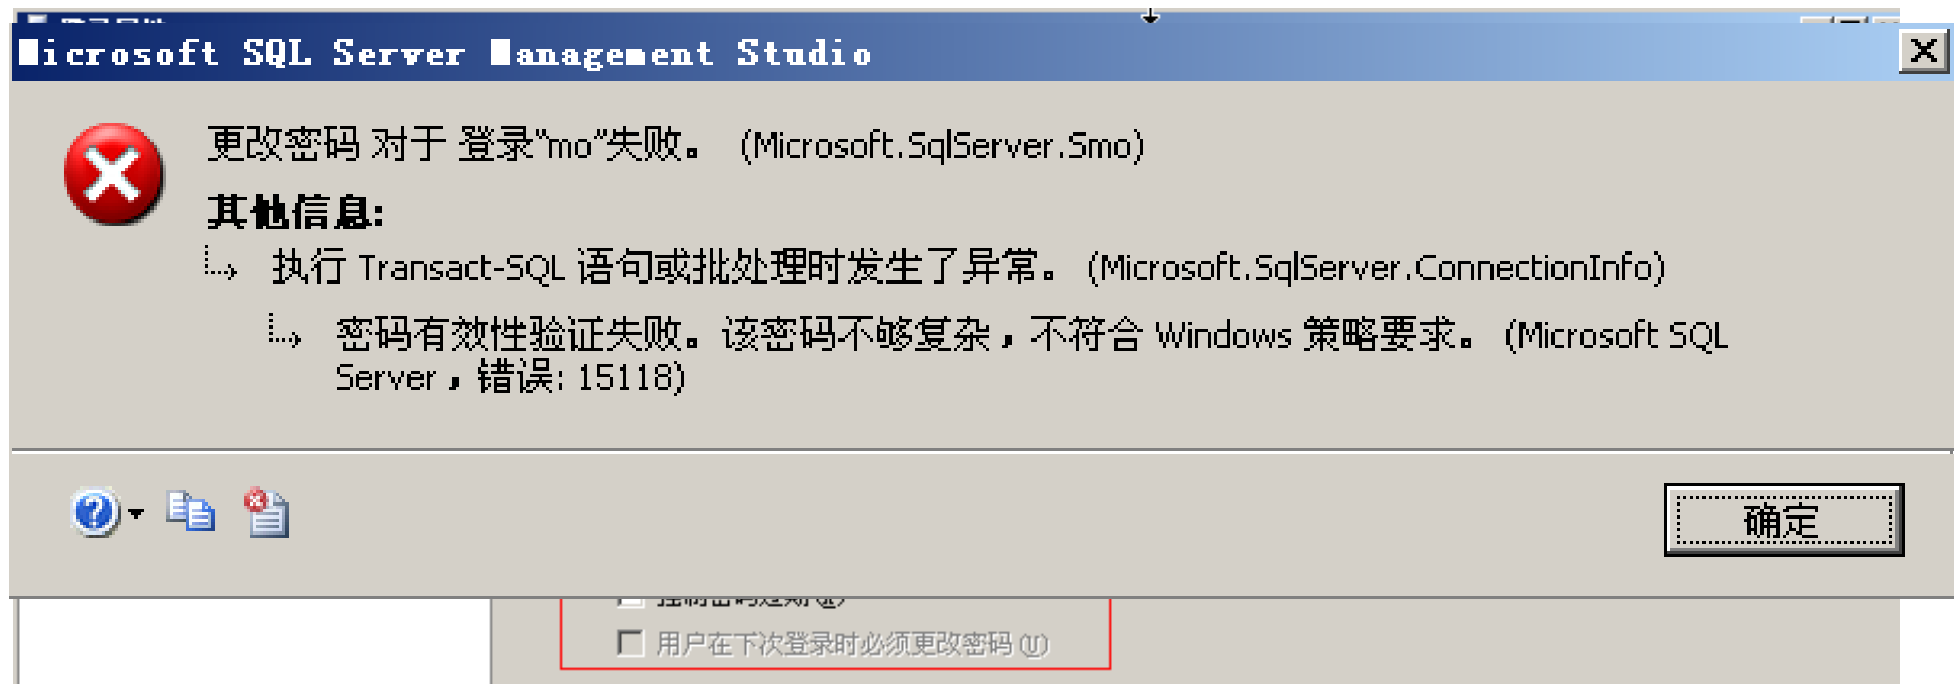 Microsoft SQL Server Management Studio
更改密码 对于 登录"mo"失败。 (Microsoft.SqlServer.Smo)
其他信息:
执行 Transact-SQL 语句或批处理时发生了异常。 (Microsoft.SqlServer.ConnectionInfo)
密码有效性验证失败。该密码不够复杂，不符合 Windows 策略要求。 (Microsoft SQL
Server，错误: 15118)
确定
用户在下次登录时必须更改密码(U)